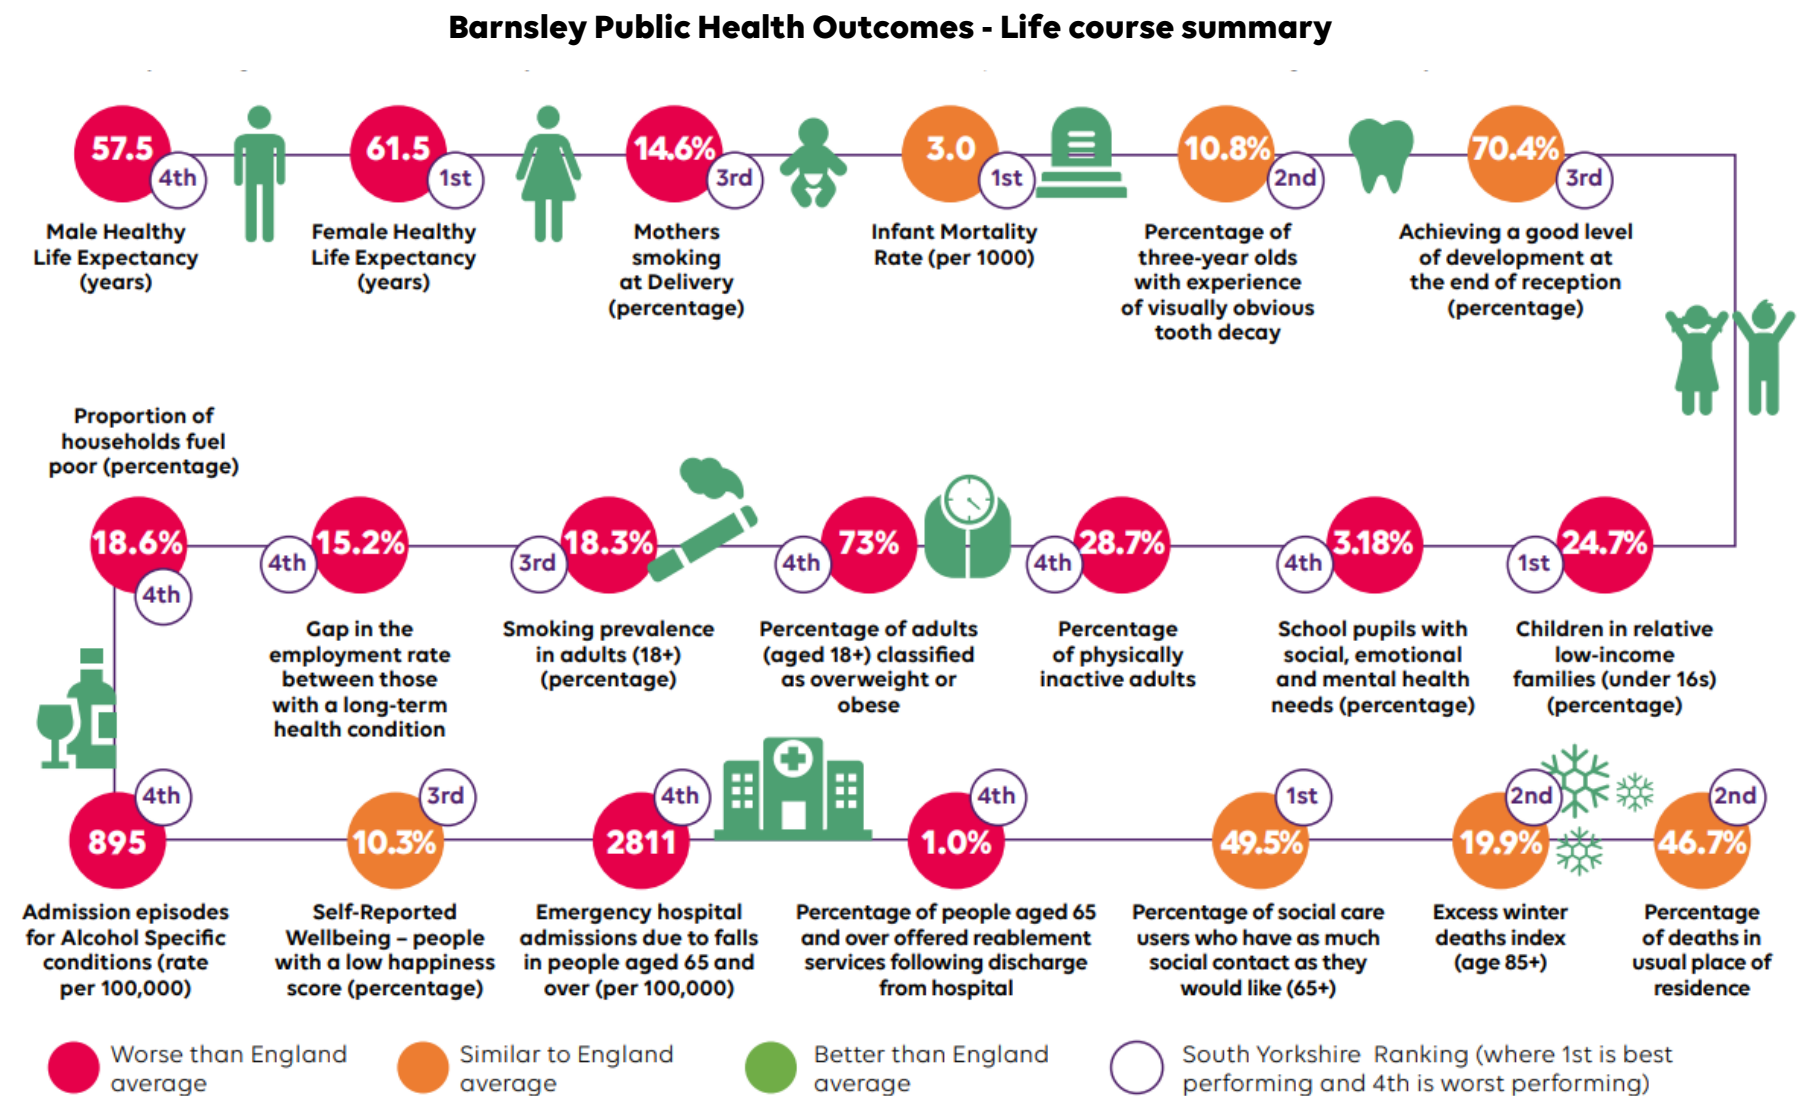 Barnsley Public Health Outcomes - Life course summary
57.5
4th
Male Healthy
Life Expectancy
(years)
61.5
1st
Female Healthy
Life Expectancy
(years)
14.6%
3rd
Mothers
smoking
at Delivery
(percentage)
3.0
1st
Infant Mortality
Rate (per 1000)
10.8%
2nd
Percentage of
three-year olds
with experience
of visually obvious
tooth decay
70.4%
3rd
Achieving a good level
of development at
the end of reception
(percentage)
Proportion of
households fuel
poor (percentage)
18.6%
4th
4th
15.2%
Gap in the
employment rate
between those
with a long-term
health condition
3rd
18.3%
Smoking prevalence
in adults (18+)
(percentage)
4th
73%
Percentage of adults
(aged 18+) classified
as overweight or
obese
4th
28.7%
Percentage
of physically
inactive adults
4th
3.18%
School pupils with
social, emotional
and mental health
needs (percentage)
1st
24.7%
Children in relative
low-income
families (under 16s)
(percentage)
4th
895
Admission episodes
for Alcohol Specific
conditions (rate
per 100,000)
3rd
10.3%
Self-Reported
Wellbeing – people
with a low happiness
score (percentage)
4th
2811
Emergency hospital
admissions due to falls
in people aged 65 and
over (per 100,000)
4th
1.0%
Percentage of people aged 65
and over offered reablement
services following discharge
from hospital
1st
49.5%
Percentage of social care
users who have as much
social contact as they
would like (65+)
2nd
19.9%
Excess winter
deaths index
(age 85+)
2nd
46.7%
Percentage
of deaths in
usual place of
residence
Worse than England
average
Similar to England
average
Better than England
average
South Yorkshire Ranking (where 1st is best
performing and 4th is worst performing)